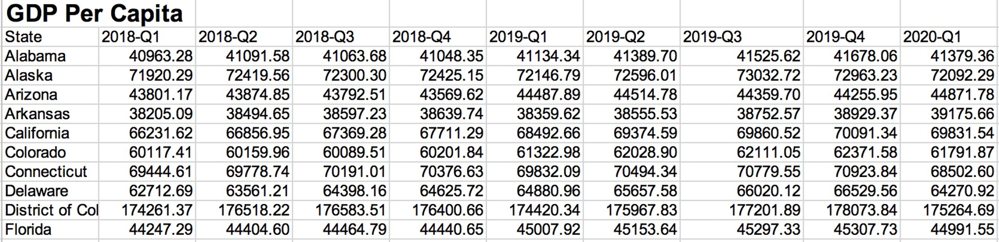 GDP Per Capita
State 2018-Q1 2018-Q2 2018-Q3 2018-Q4 2019-Q1 2019-Q2 2019-Q3 2019-Q4 2020-Q1
Alabama 40963.28 41091.58 41063.68 41048.35 41134.34 41389.70 41525.62 41678.06 41379.36
Alaska 71920.29 72419.56 72300.30 72425.15 72146.79 72596.01 73032.72 72963.23 72092.29
Arizona 43801.17 43874.85 43792.51 43569.62 44487.89 44514.78 44359.70 44255.95 44871.78
Arkansas 38205.09 38494.65 38597.23 38639.74 38359.62 38555.53 38752.57 38929.37 39175.66
California 66231.62 66856.95 67369.28 67711.29 68492.66 69374.59 69860.52 70091.34 69831.54
Colorado 60117.41 60159.96 60089.51 60201.84 61322.98 62028.90 62111.05 62371.58 61791.87
Connecticut 69444.61 69778.74 70191.01 70376.63 69832.09 70494.34 70779.55 70923.84 68502.60
Delaware 62712.69 63561.21 64398.16 64625.72 64880.96 65657.58 66020.12 66529.56 64270.92
District of Col 174261.37 176518.22 176583.51 176400.66 174420.34 175967.83 177201.89 178073.84 175264.69
Florida 44247.29 44404.60 44464.79 44440.65 45007.92 45153.64 45297.33 45307.73 44991.55